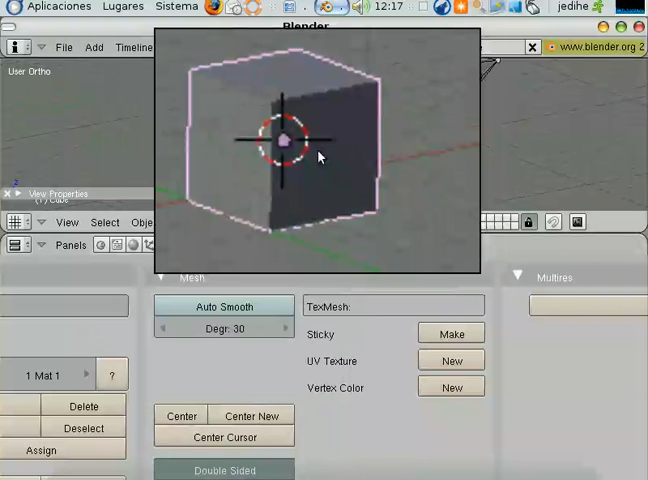 Aplicaciones Lugares Sistema 12:17 jedihe
Blender
File Add Timeline www.blender.org 2
User Ortho
z
View Properties
(1) Cube
View Select Obje
Panels
Mesh Multires
Auto Smooth TexMesh:
Degr: 30 Sticky Make
UV Texture New
1 Mat 1 ?
Vertex Color New
Delete Center Center New
Deselect Center Cursor
Assign
Double Sided